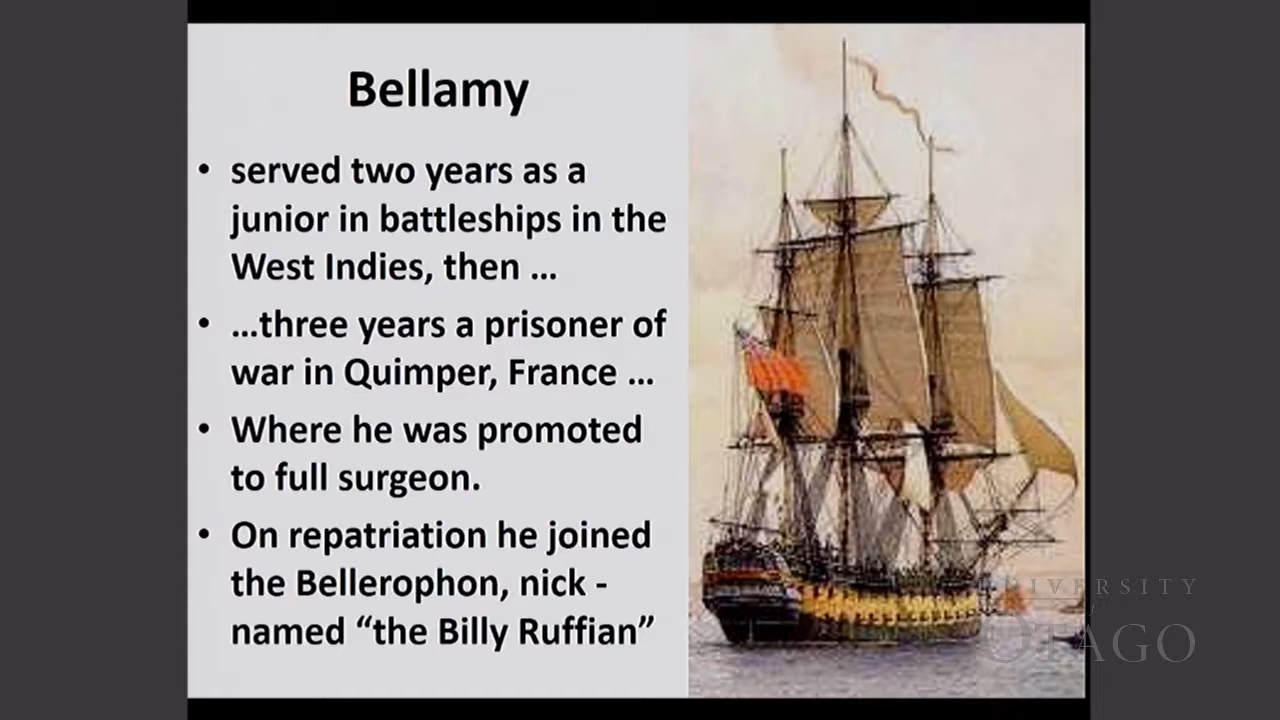 Bellamy
• served two years as a
junior in battleships in the
West Indies, then ...
• ...three years a prisoner of
war in Quimper, France ...
• Where he was promoted
to full surgeon.
• On repatriation he joined
the Bellerophon, nick -
named “the Billy Ruffian”
UNIVERSITY
OTAGO